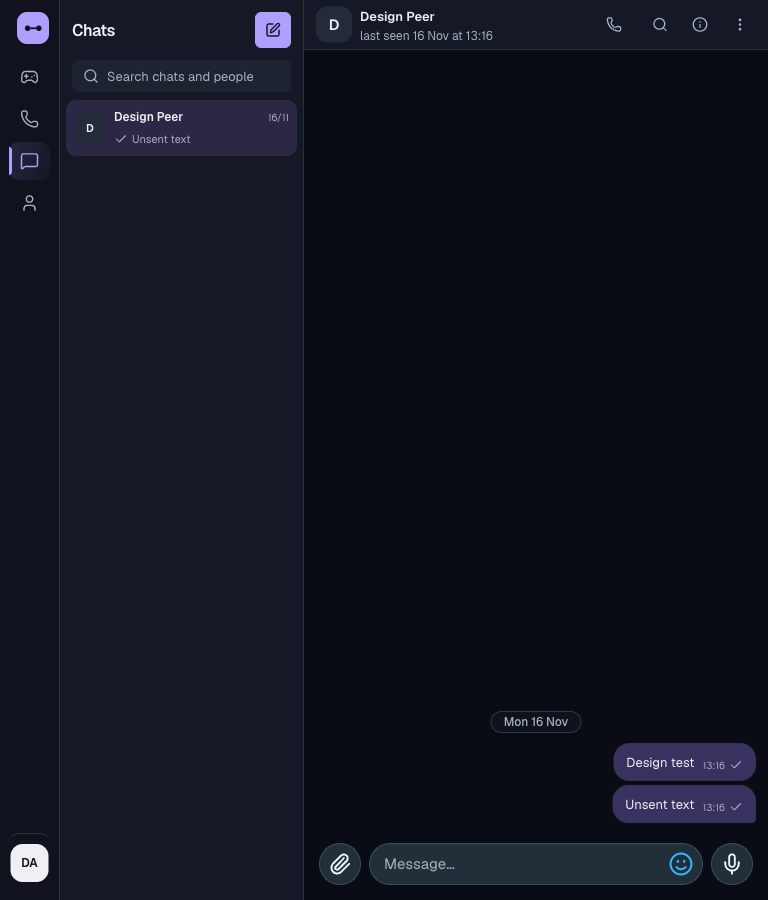 Chats
Search chats and people
D
Design Peer
16/11
Unsent text
D
Design Peer
last seen 16 Nov at 13:16
Mon 16 Nov
Design test 13:16
Unsent text 13:16
Message...
DA